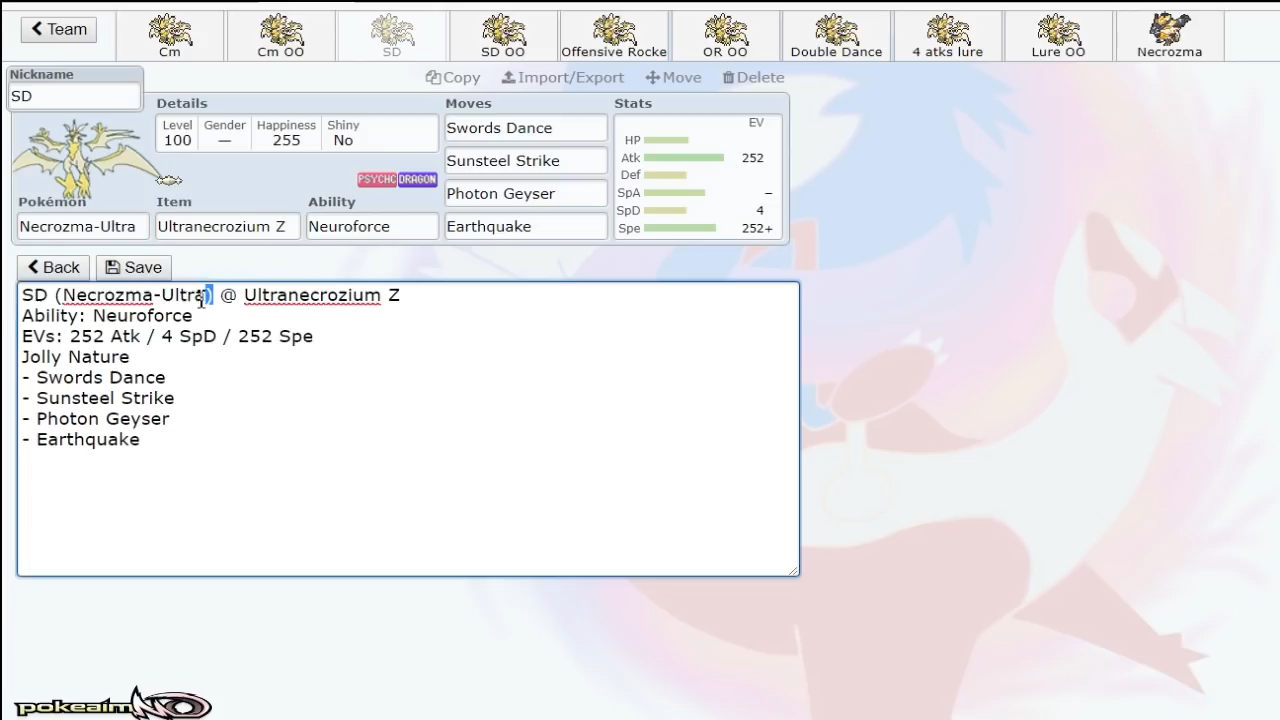 Team
Cm
Cm OO
SD
SD OO
Offensive Rocke
OR OO
Double Dance
4 atks lure
Lure OO
Necrozma
Nickname
SD
Copy
Import/Export
Move
Delete
Details
Level
100
Gender
—
Happiness
255
Shiny
No
PSYCHC DRAGON
Pokémon
Necrozma-Ultra
Item
Ultranecrozium Z
Ability
Neuroforce
Moves
Swords Dance
Sunsteel Strike
Photon Geyser
Earthquake
Stats
EV
HP
Atk 252
Def
SpA –
SpD 4
Spe 252+
Back
Save
SD (Necrozma-Ultra) @ Ultranecrozium Z
Ability: Neuroforce
EVs: 252 Atk / 4 SpD / 252 Spe
Jolly Nature
- Swords Dance
- Sunsteel Strike
- Photon Geyser
- Earthquake
pokeaimMD